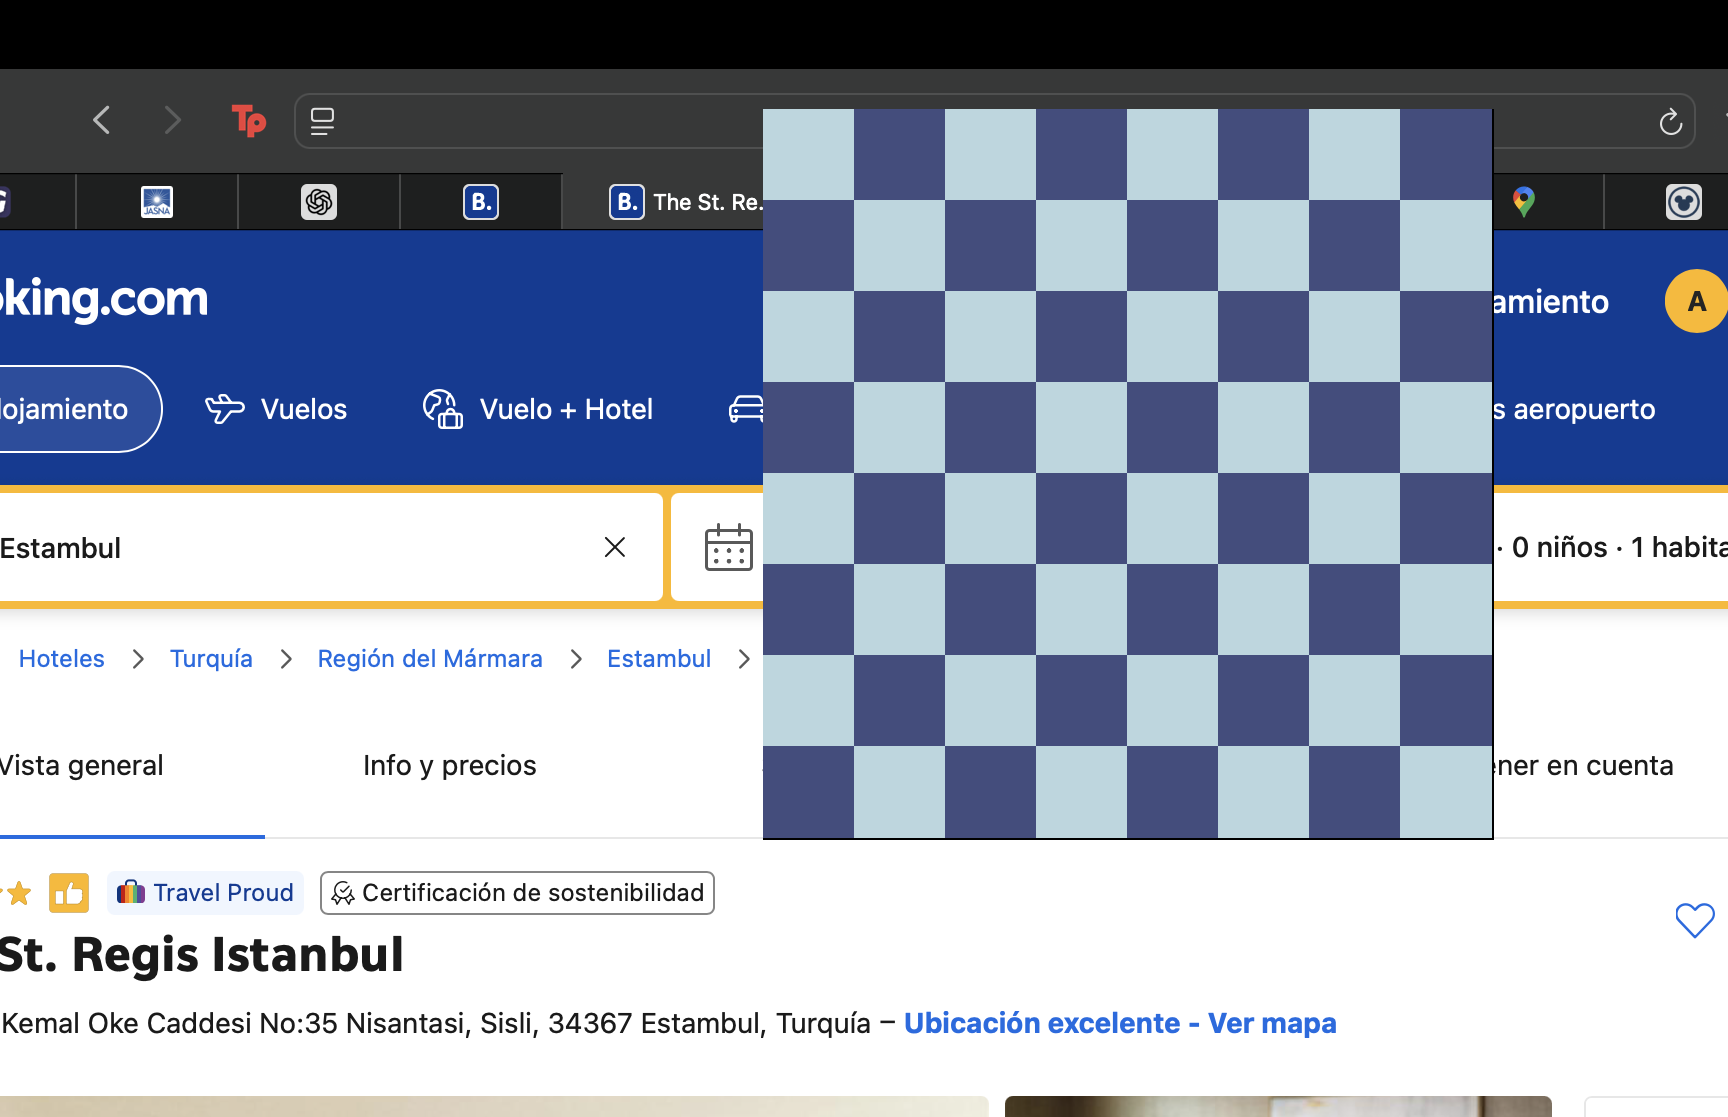 Tp
JASNA
B.
B. The St. Re.
king.com
amiento
A
lojamiento
Vuelos
Vuelo + Hotel
s aeropuerto
Estambul
· 0 niños · 1 habita
Hoteles
Turquía
Región del Mármara
Estambul
Vista general
Info y precios
ener en cuenta
Travel Proud
Certificación de sostenibilidad
St. Regis Istanbul
Kemal Oke Caddesi No:35 Nisantasi, Sisli, 34367 Estambul, Turquía – Ubicación excelente - Ver mapa